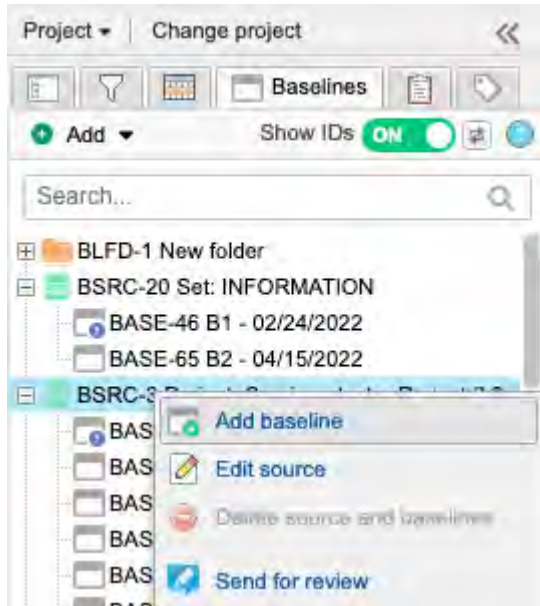 Project Change project
Baselines
Add Show IDs ON
Search...
BLFD-1 New folder
BSRC-20 Set: INFORMATION
BASE-46 B1 - 02/24/2022
BASE-65 B2 - 04/15/2022
BSRC-3
BAS Add baseline
BAS Edit source
BAS Delete source and baselines
BAS
BAS Send for review